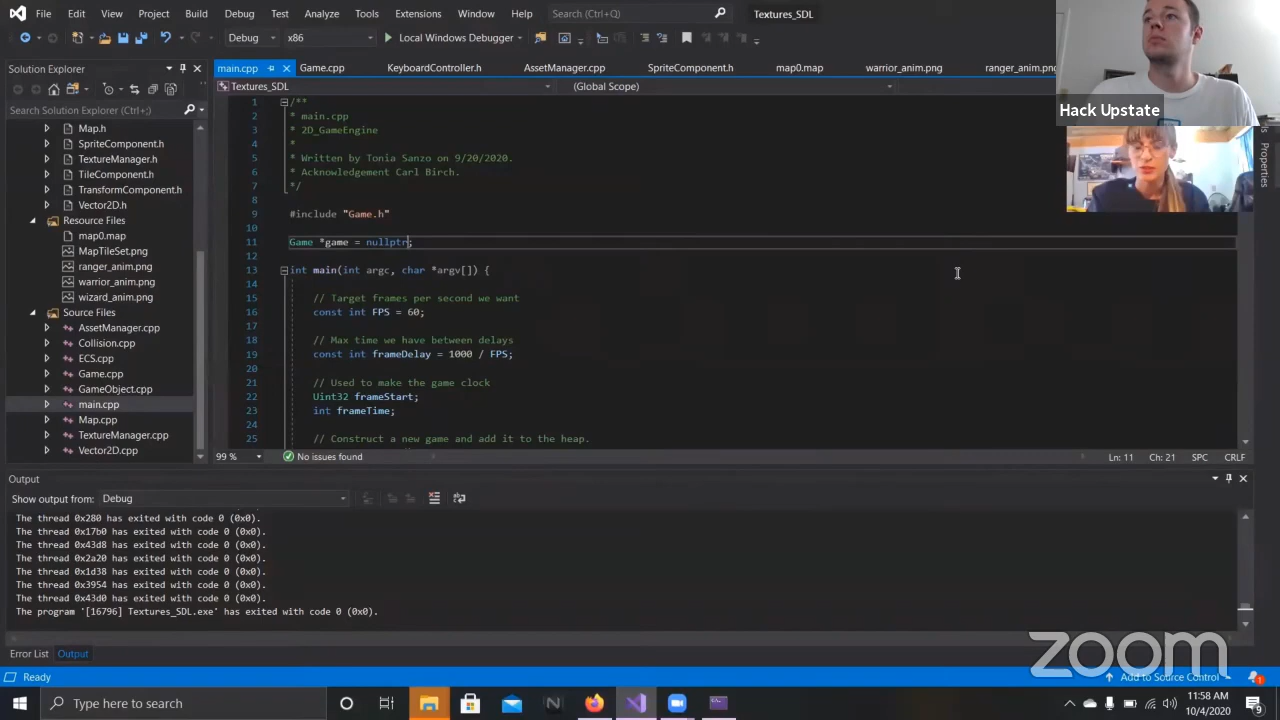 File Edit View Project Build Debug Test Analyze Tools Extensions Window Help Search (Ctrl+Q) Textures_SDL
Debug x86 Local Windows Debugger
Solution Explorer
Search Solution Explorer (Ctrl+;)
Map.h
SpriteComponent.h
TextureManager.h
TileComponent.h
TransformComponent.h
Vector2D.h
Resource Files
map0.map
MapTileSet.png
ranger_anim.png
warrior_anim.png
wizard_anim.png
Source Files
AssetManager.cpp
Collision.cpp
ECS.cpp
Game.cpp
GameObject.cpp
main.cpp
Map.cpp
TextureManager.cpp
Vector2D.cpp
main.cpp Game.cpp KeyboardController.h AssetManager.cpp SpriteComponent.h map0.map warrior_anim.png ranger_anim.pn
Textures_SDL (Global Scope)
1 /**
2 * main.cpp
3 * 2D_GameEngine
4 *
5 * Written by Tonia Sanzo on 9/20/2020.
6 * Acknowledgement Carl Birch.
7 */
8
9 #include "Game.h"
10
11 Game *game = nullptr;
12
13 int main(int argc, char *argv[]) {
14
15 // Target frames per second we want
16 const int FPS = 60;
17
18 // Max time we have between delays
19 const int frameDelay = 1000 / FPS;
20
21 // Used to make the game clock
22 Uint32 frameStart;
23 int frameTime;
24
25 // Construct a new game and add it to the heap.
99 % No issues found Ln: 11 Ch: 21 SPC CRLF
Output
Show output from: Debug
The thread 0x280 has exited with code 0 (0x0).
The thread 0x17b0 has exited with code 0 (0x0).
The thread 0x43d8 has exited with code 0 (0x0).
The thread 0x2a20 has exited with code 0 (0x0).
The thread 0x1d38 has exited with code 0 (0x0).
The thread 0x3954 has exited with code 0 (0x0).
The thread 0x43d0 has exited with code 0 (0x0).
The program '[16796] Textures_SDL.exe' has exited with code 0 (0x0).
Error List Output
Ready Add to Source Control 1
Type here to search
11:58 AM
10/4/2020
9
Hack Upstate
Properties
zoom